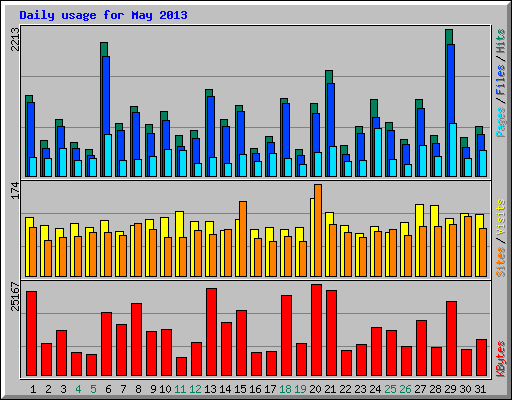 Daily usage for May 2013
2213
Pages / Files / Hits
174
Sites / Visits
25167
KBytes
1 2 3 4 5 6 7 8 9 10 11 12 13 14 15 16 17 18 19 20 21 22 23 24 25 26 27 28 29 30 31